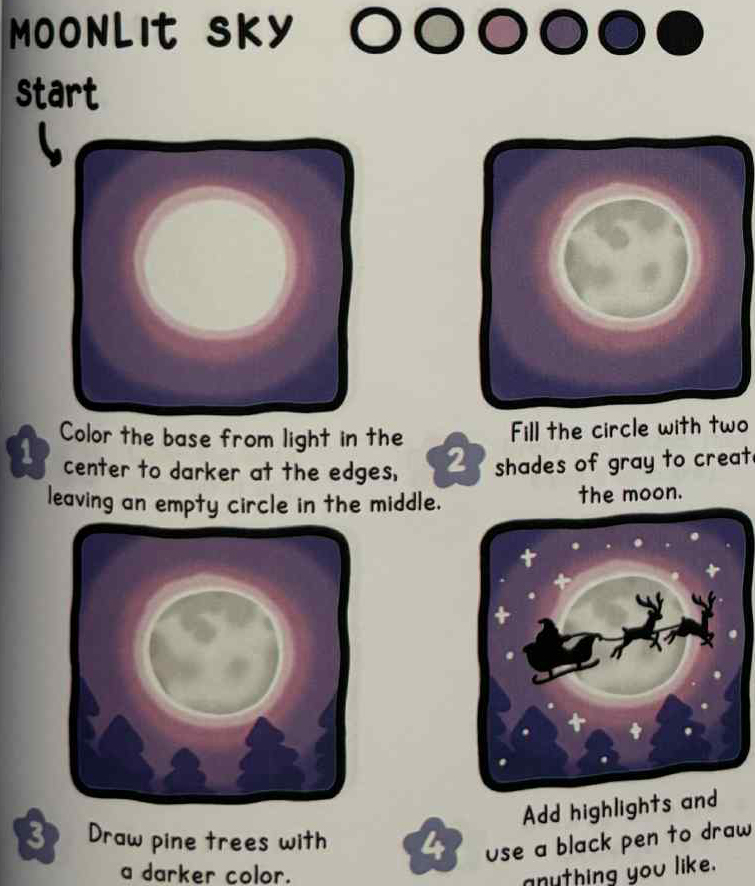 MOONLIT SKY
start
1
Color the base from light in the
center to darker at the edges,
leaving an empty circle in the middle.
2
Fill the circle with two
shades of gray to creat
the moon.
3
Draw pine trees with
a darker color.
4
Add highlights and
use a black pen to draw
anything you like.